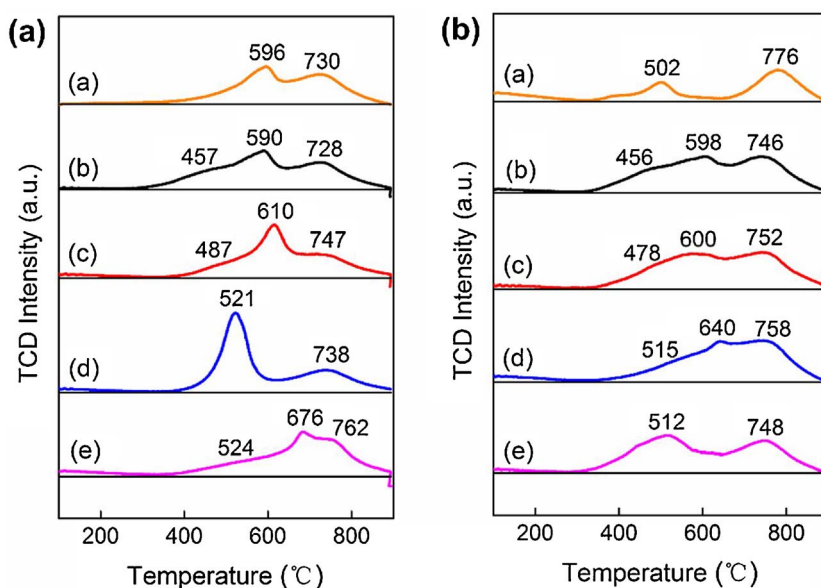 (a)
TCD Intensity (a.u.)
(a)
596
730
(b)
457
590
728
(c)
487
610
747
(d)
521
738
(e)
524
676
762
200 400 600 800
Temperature (℃)
(b)
TCD Intensity (a.u.)
(a)
502
776
(b)
456
598
746
(c)
478
600
752
(d)
515
640
758
(e)
512
748
200 400 600 800
Temperature (℃)